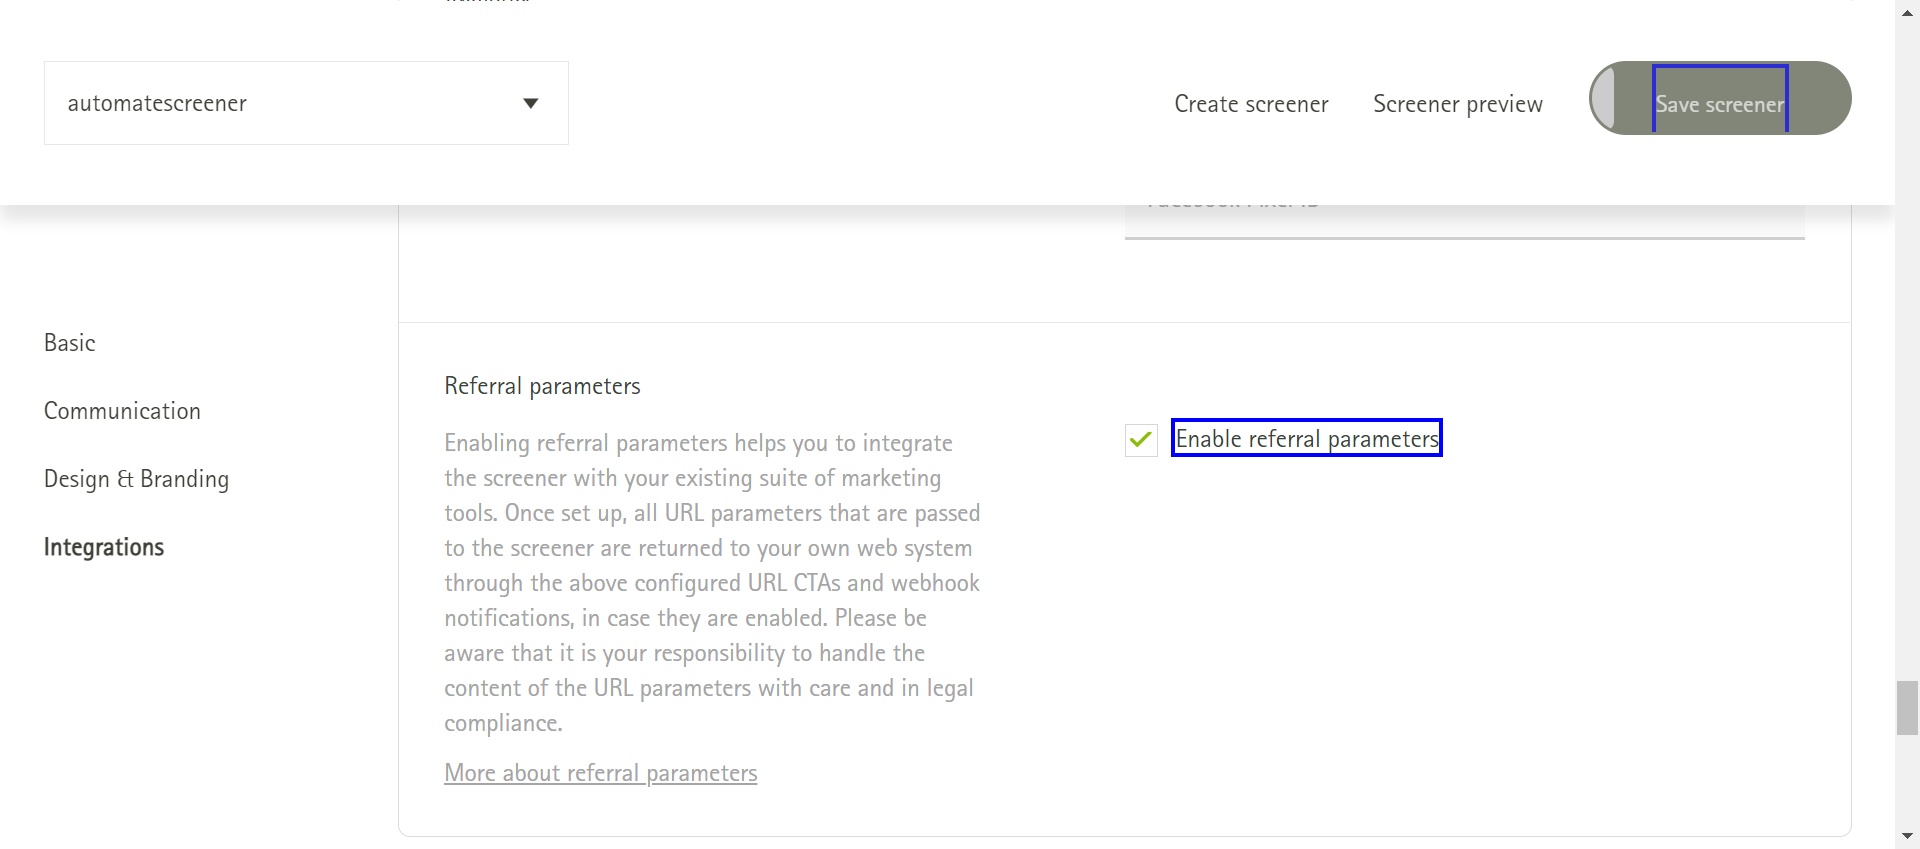 automatescreener
Create screener
Screener preview
Save screener
Basic
Communication
Design & Branding
Integrations
Referral parameters
Enabling referral parameters helps you to integrate
the screener with your existing suite of marketing
tools. Once set up, all URL parameters that are passed
to the screener are returned to your own web system
through the above configured URL CTAs and webhook
notifications, in case they are enabled. Please be
aware that it is your responsibility to handle the
content of the URL parameters with care and in legal
compliance.
More about referral parameters
Enable referral parameters